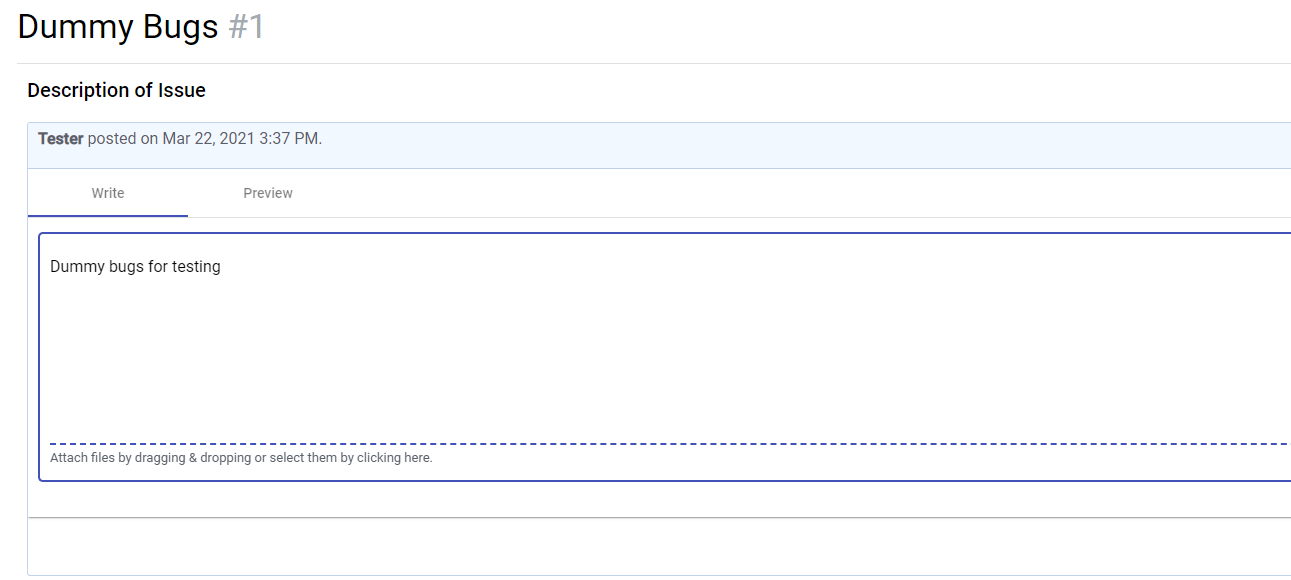 Dummy Bugs #1
Description of Issue
Tester posted on Mar 22, 2021 3:37 PM.
Write Preview
Dummy bugs for testing
Attach files by dragging & dropping or select them by clicking here.